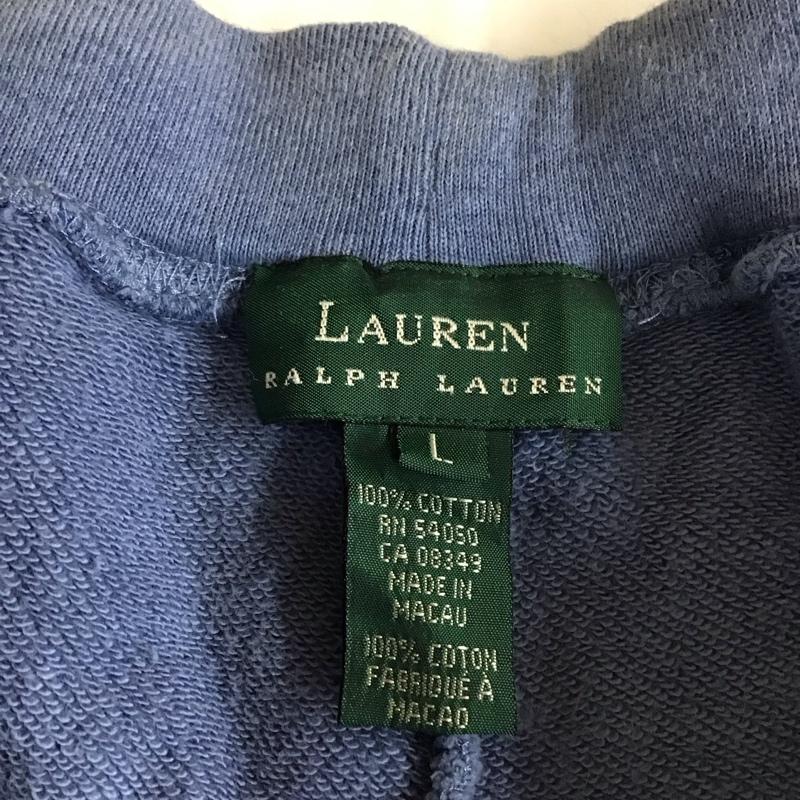 LAUREN
RALPH LAUREN
L
100% COTTON
RN 54050
CA 08349
MADE IN
MACAU
100% COTON
FABRIQUÉ À
MACAO